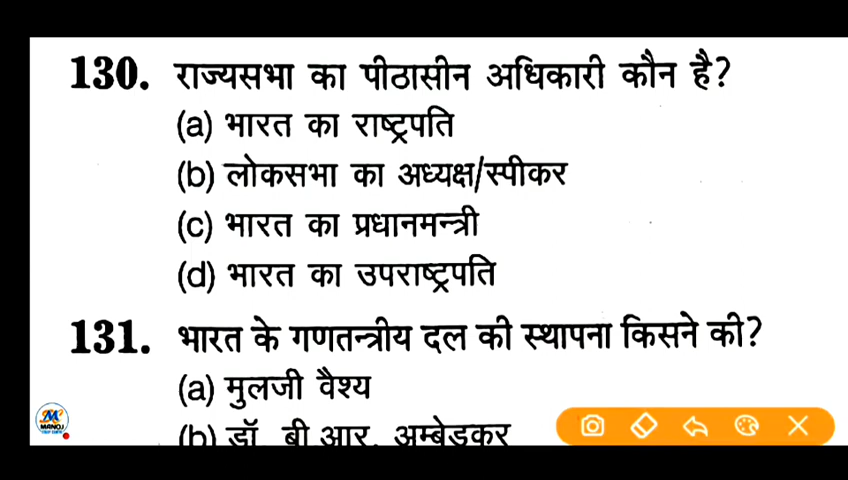 130. राज्यसभा का पीठासीन अधिकारी कौन है?
(a) भारत का राष्ट्रपति
(b) लोकसभा का अध्यक्ष/स्पीकर
(c) भारत का प्रधानमन्त्री
(d) भारत का उपराष्ट्रपति
131. भारत के गणतन्त्रीय दल की स्थापना किसने की?
(a) मुलजी वैश्य
(b) डॉ बी आर. अम्बेडकर
MANOJ